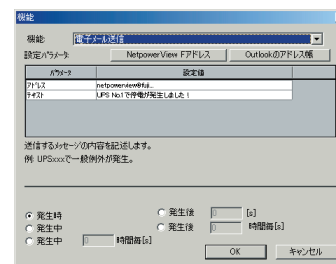 機能
機能: 電子メール送信
設定パラメータ NetpowerView Fアドレス Outlookのアドレス帳
パラメータ 設定値
アドレス netpowerview@fuji...
テキスト UPS No.1で停電が発生しました！
送信するメッセージの内容を記述します。
例. UPSxxxで一般例外が発生。
発生時 発生後 0 [s]
発生中 発生後 0 時間毎[s]
発生中 0 時間毎[s]
OK キャンセル